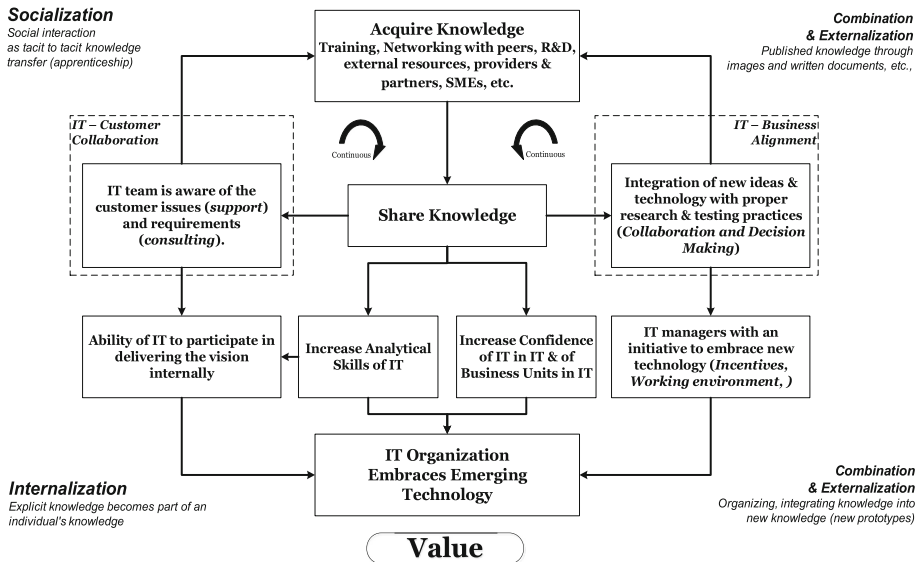 Socialization
Social interaction
as tacit to tacit knowledge
transfer (apprenticeship)
Acquire Knowledge
Training, Networking with peers, R&D,
external resources, providers &
partners, SMEs, etc.
Combination
& Externalization
Published knowledge through
images and written documents, etc.,
IT – Customer
Collaboration
Continuous
Continuous
IT – Business
Alignment
IT team is aware of the
customer issues (support)
and requirements
(consulting).
Share Knowledge
Integration of new ideas &
technology with proper
research & testing practices
(Collaboration and Decision
Making)
Ability of IT to participate in
delivering the vision
internally
Increase Analytical
Skills of IT
Increase Confidence
of IT in IT & of
Business Units in IT
IT managers with an
initiative to embrace new
technology (Incentives,
Working environment, )
IT Organization
Embraces Emerging
Technology
Internalization
Explicit knowledge becomes part of an
individual's knowledge
Combination
& Externalization
Organizing, integrating knowledge into
new knowledge (new prototypes)
Value